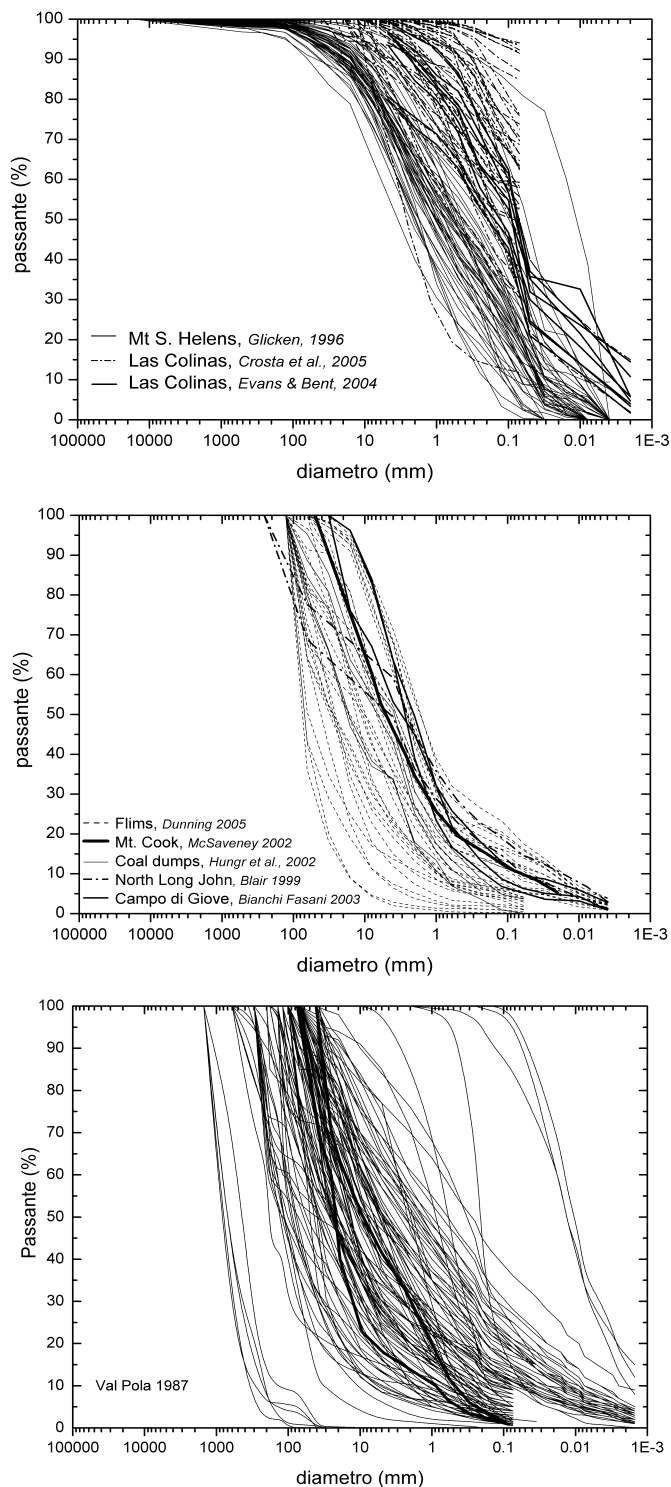 100
90
80
70
60
50
40
30
20
10
0
passante (%)
Mt S. Helens, Glicken, 1996
Las Colinas, Crosta et al., 2005
Las Colinas, Evans & Bent, 2004
100000 10000 1000 100 10 1 0.1 0.01 1E-3
diametro (mm)
100
90
80
70
60
50
40
30
20
10
0
passante (%)
Flims, Dunning 2005
Mt. Cook, McSaveney 2002
Coal dumps, Hungr et al., 2002
North Long John, Blair 1999
Campo di Giove, Bianchi Fasani 2003
100000 10000 1000 100 10 1 0.1 0.01 1E-3
diametro (mm)
100
90
80
70
60
50
40
30
20
10
0
Passante (%)
Val Pola 1987
100000 10000 1000 100 10 1 0.1 0.01 1E-3
diametro (mm)